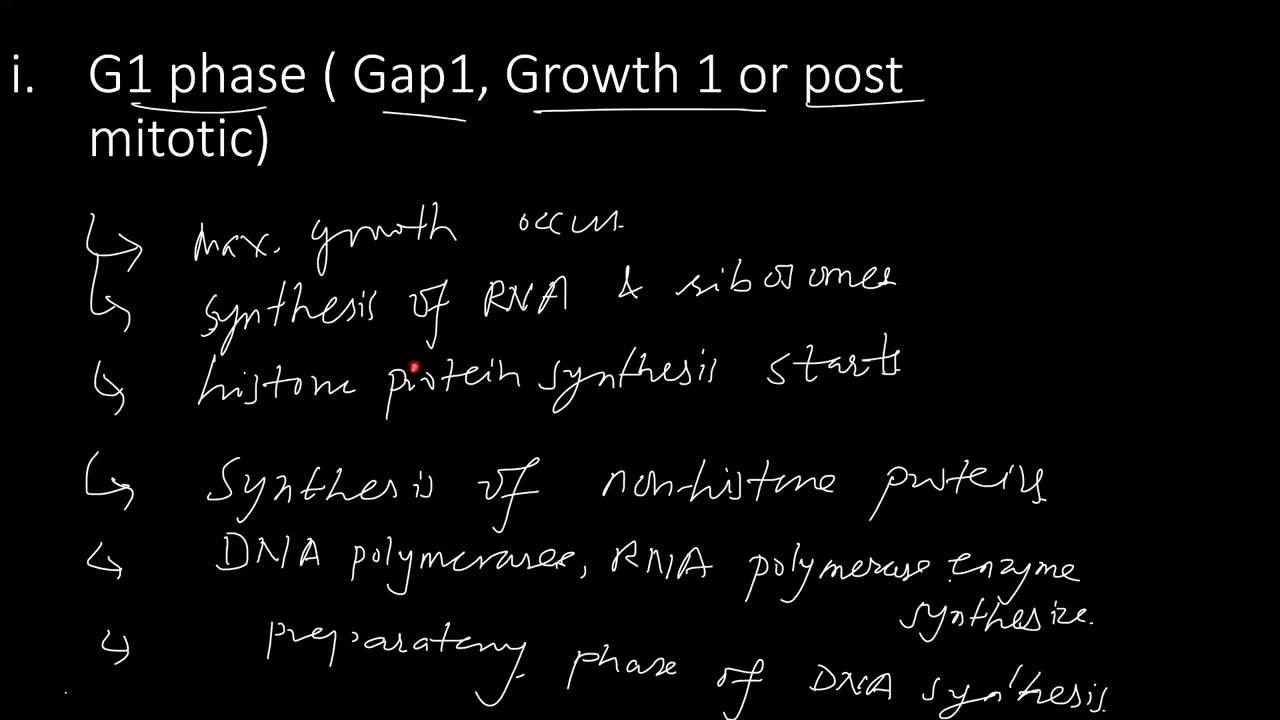 i. G1 phase ( Gap1, Growth 1 or post
mitotic)
max. growth occur
synthesis of RNA & ribosomes
histone protein synthesis starts
Synthesis of non-histone proteins
DNA polymerases, RNA polymerase enzyme
synthesize.
preparatory phase of DNA synthesis.